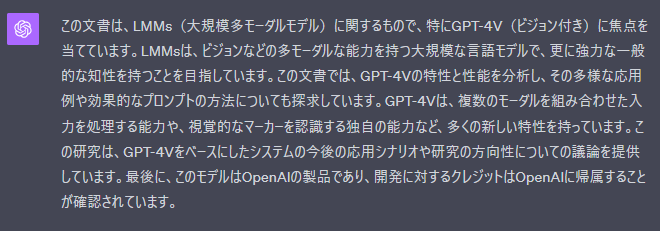 この文書は、LMMs（大規模多モーダルモデル）に関するもので、特にGPT-4V（ビジョン付き）に焦点を
当てています。LMMsは、ビジョンなどの多モーダルな能力を持つ大規模な言語モデルで、更に強力な一般
的な知性を持つことを目指しています。この文書では、GPT-4Vの特性と性能を分析し、その多様な応用
例や効果的なプロンプトの方法についても探求しています。GPT-4Vは、複数のモーダルを組み合わせた入
力を処理する能力や、視覚的なマーカーを認識する独自の能力など、多くの新しい特性を持っています。こ
の研究は、GPT-4Vをベースにしたシステムの今後の応用シナリオや研究の方向性についての議論を提供
しています。最後に、このモデルはOpenAIの製品であり、開発に対するクレジットはOpenAIに帰属すること
が確認されています。